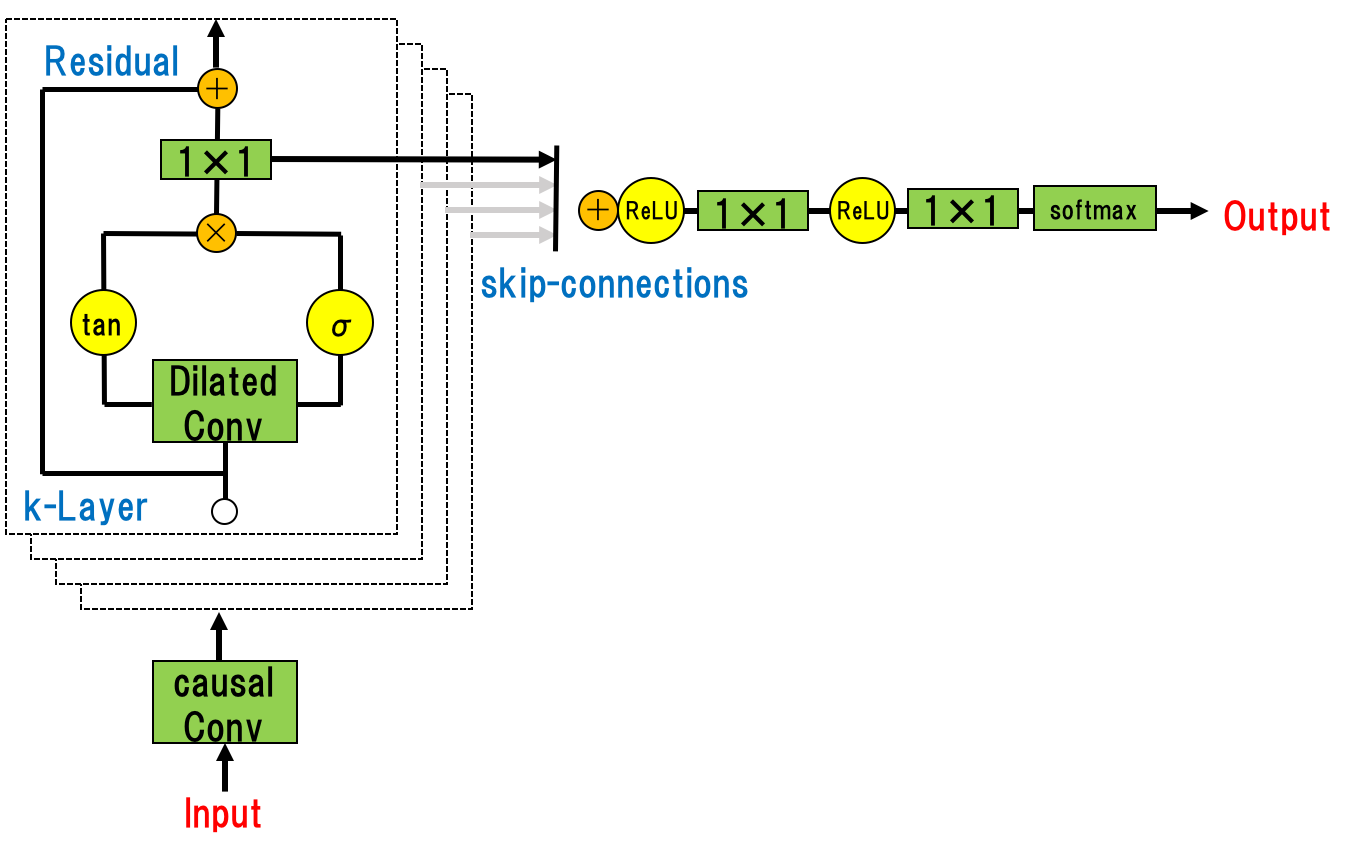 Residual
+
1×1
×
tan
σ
Dilated
Conv
k-Layer
causal
Conv
Input
skip-connections
+
ReLU
1×1
ReLU
1×1
softmax
Output